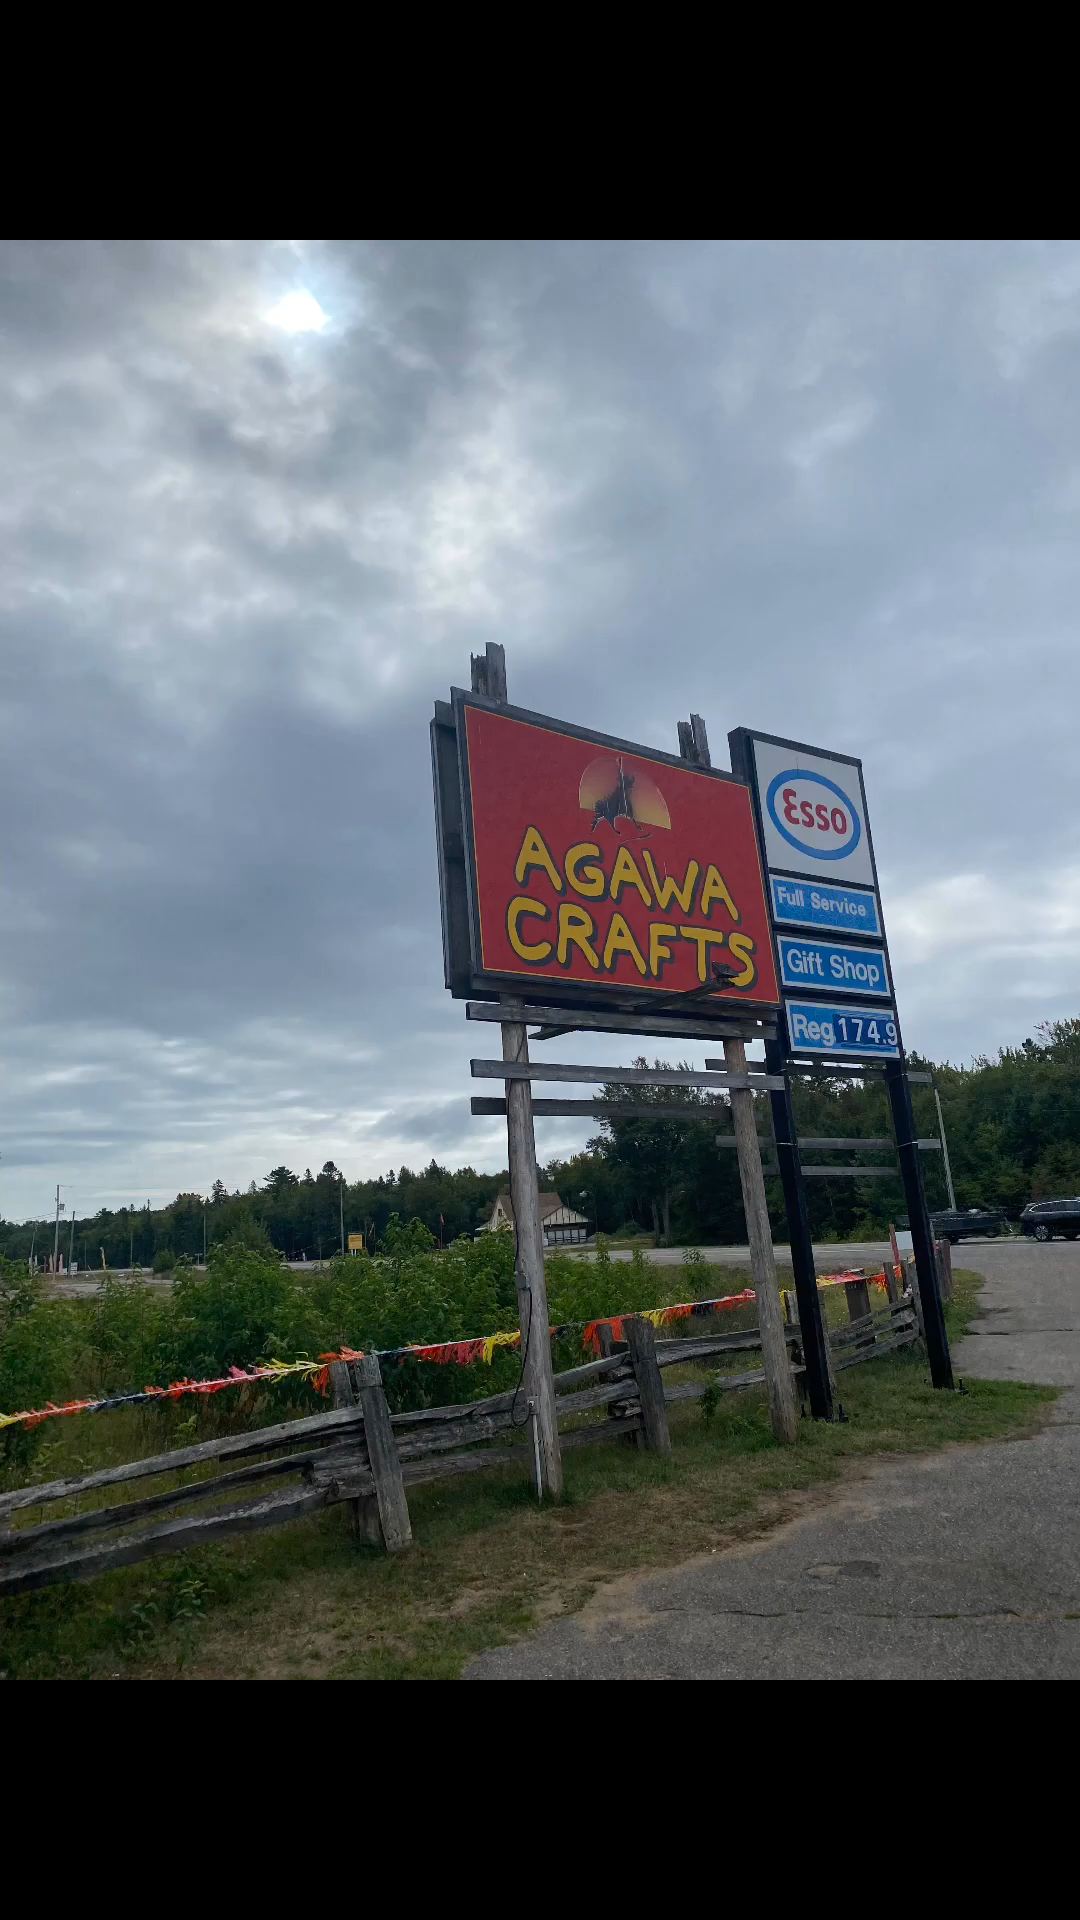 AGAWA
CRAFTS
Esso
Full Service
Gift Shop
Reg 174.9